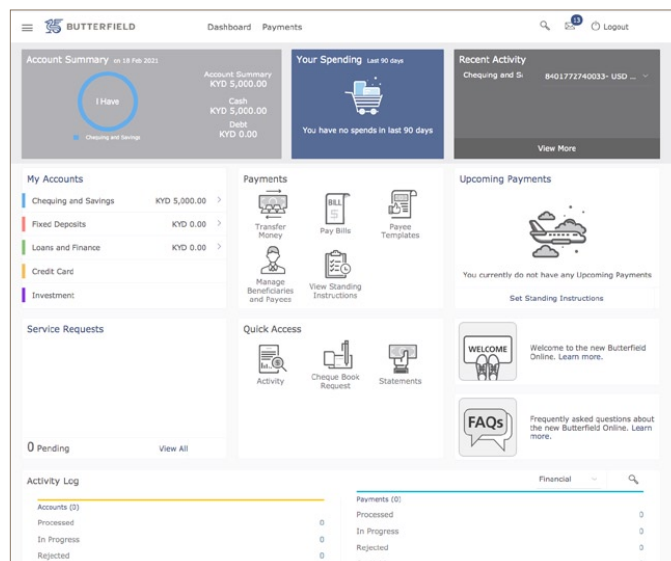 BUTTERFIELD
Dashboard Payments
13
Logout
Account Summary on 18 Feb 2021
I Have
Chequing and Savings
Account Summary
KYD 5,000.00
Cash
KYD 5,000.00
Debt
KYD 0.00
Your Spending Last 90 days
You have no spends in last 90 days
Recent Activity
Chequing and Si 8401772740033- USD ...
View More
My Accounts
Chequing and Savings KYD 5,000.00
Fixed Deposits KYD 0.00
Loans and Finance KYD 0.00
Credit Card
Investment
Payments
Transfer
Money
BILL
Pay Bills
Payee
Templates
Manage
Beneficiaries
and Payees
View Standing
Instructions
Upcoming Payments
You currently do not have any Upcoming Payments
Set Standing Instructions
Service Requests
0 Pending View All
Quick Access
Activity
Cheque Book
Request
Statements
WELCOME
Welcome to the new Butterfield
Online. Learn more.
FAQs
Frequently asked questions about
the new Butterfield Online. Learn
more.
Activity Log
Financial
Accounts (0)
Processed 0
In Progress 0
Rejected 0
Payments (0)
Processed 0
In Progress 0
Rejected 0